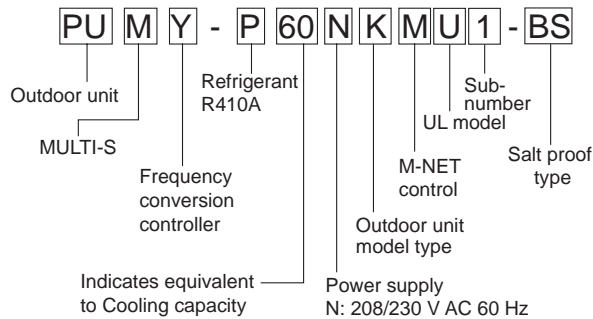 PU M Y - P 60 N K M U 1 - BS
Outdoor unit
MULTI-S
Frequency
conversion
controller
Refrigerant
R410A
Indicates equivalent
to Cooling capacity
Power supply
N: 208/230 V AC 60 Hz
Outdoor unit
model type
M-NET
control
UL model
Sub-
number
Salt proof
type